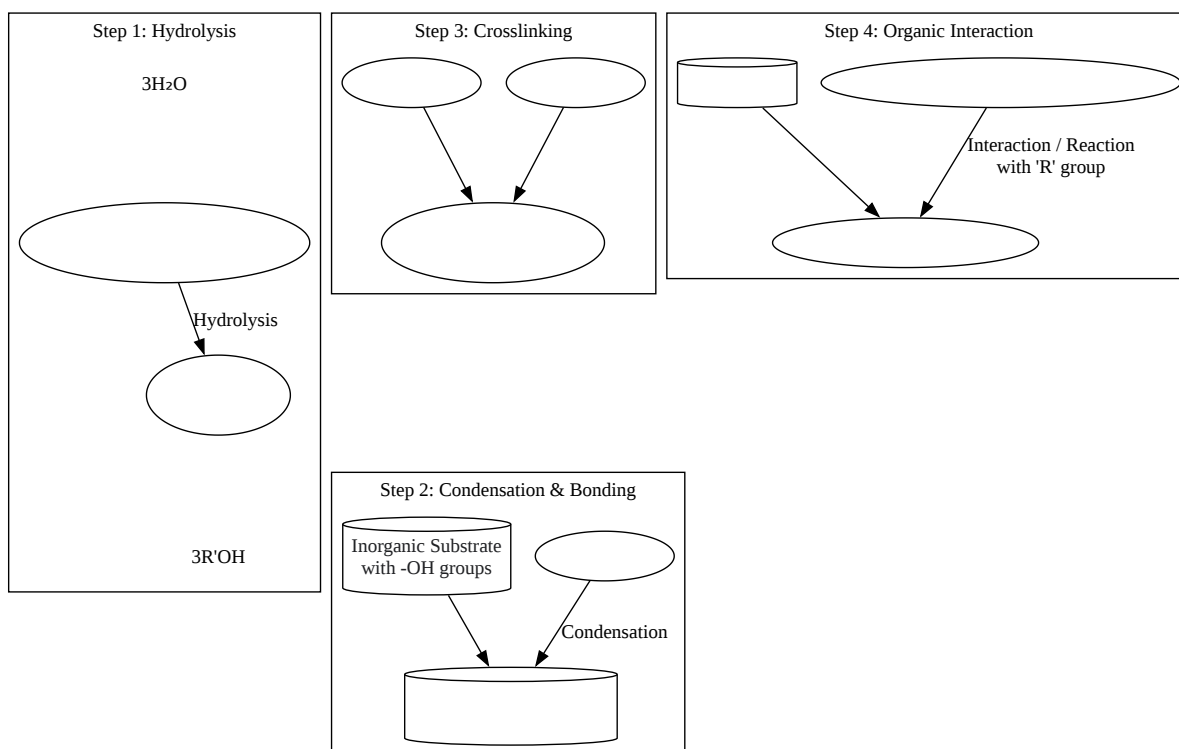 Step 1: Hydrolysis
3H₂O
Hydrolysis
3R'OH
Step 3: Crosslinking
Step 4: Organic Interaction
Interaction / Reaction
with 'R' group
Step 2: Condensation & Bonding
Inorganic Substrate
with -OH groups
Condensation